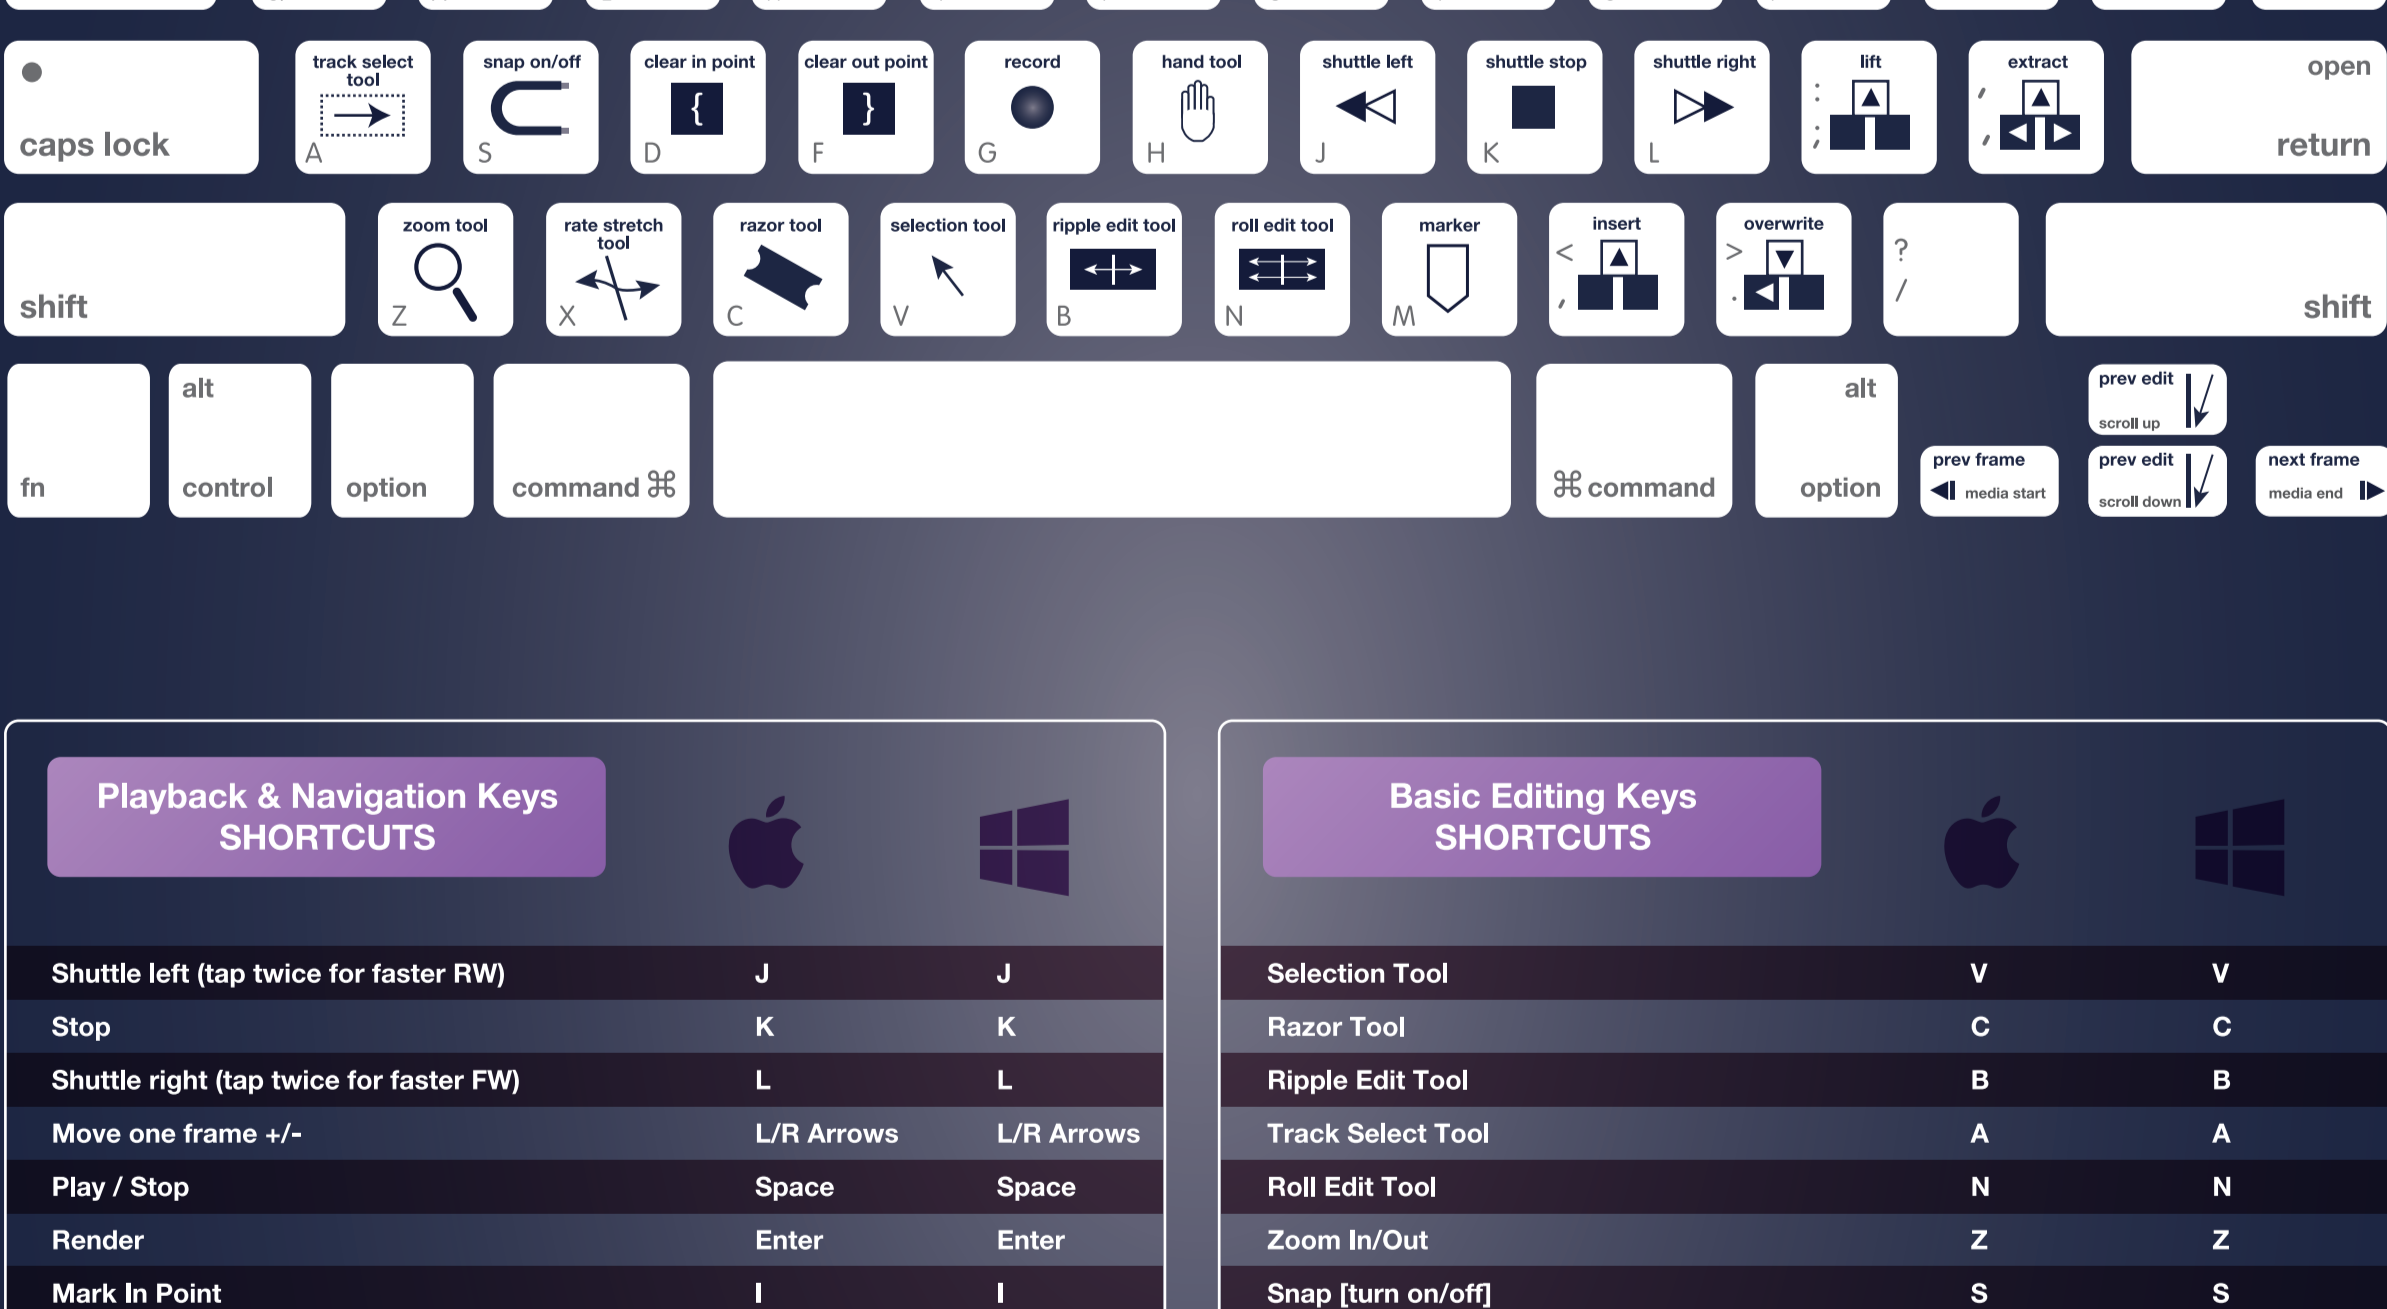 caps lock
track select
tool
A
snap on/off
S
clear in point
{
D
clear out point
}
F
record
G
hand tool
H
shuttle left
J
shuttle stop
K
shuttle right
L
lift
:
;
extract
open
return
shift
zoom tool
Z
rate stretch
tool
X
razor tool
C
selection tool
V
ripple edit tool
B
roll edit tool
N
marker
M
insert
<
,
overwrite
>
.
?
/
shift
fn
alt
control
option
command ⌘
⌘ command
alt
option
prev edit
scroll up
prev frame
media start
prev edit
scroll down
next frame
media end
Playback & Navigation Keys
SHORTCUTS
Shuttle left (tap twice for faster RW) J J
Stop K K
Shuttle right (tap twice for faster FW) L L
Move one frame +/- L/R Arrows L/R Arrows
Play / Stop Space Space
Render Enter Enter
Mark In Point I I
Basic Editing Keys
SHORTCUTS
Selection Tool V V
Razor Tool C C
Ripple Edit Tool B B
Track Select Tool A A
Roll Edit Tool N N
Zoom In/Out Z Z
Snap [turn on/off] S S